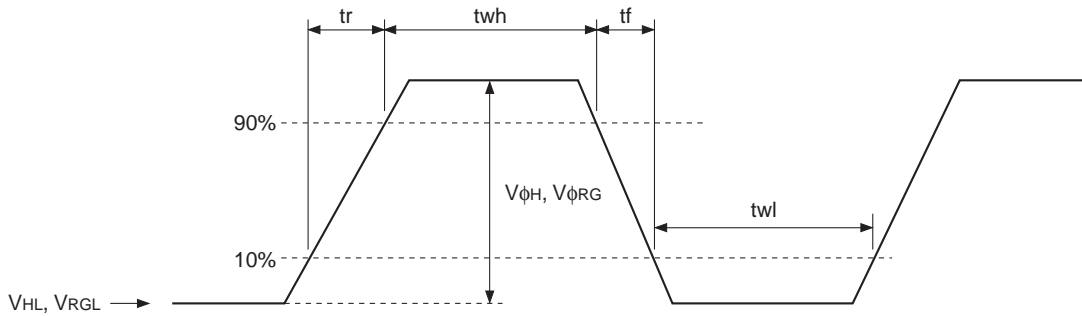 tr twh tf
90%
VϕH, VϕRG
twl
10%
VHL, VRGL